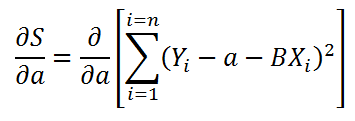 ∂S/∂a = ∂/∂a [∑_{i=1}^{i=n} (Y_i − a − BX_i)²]